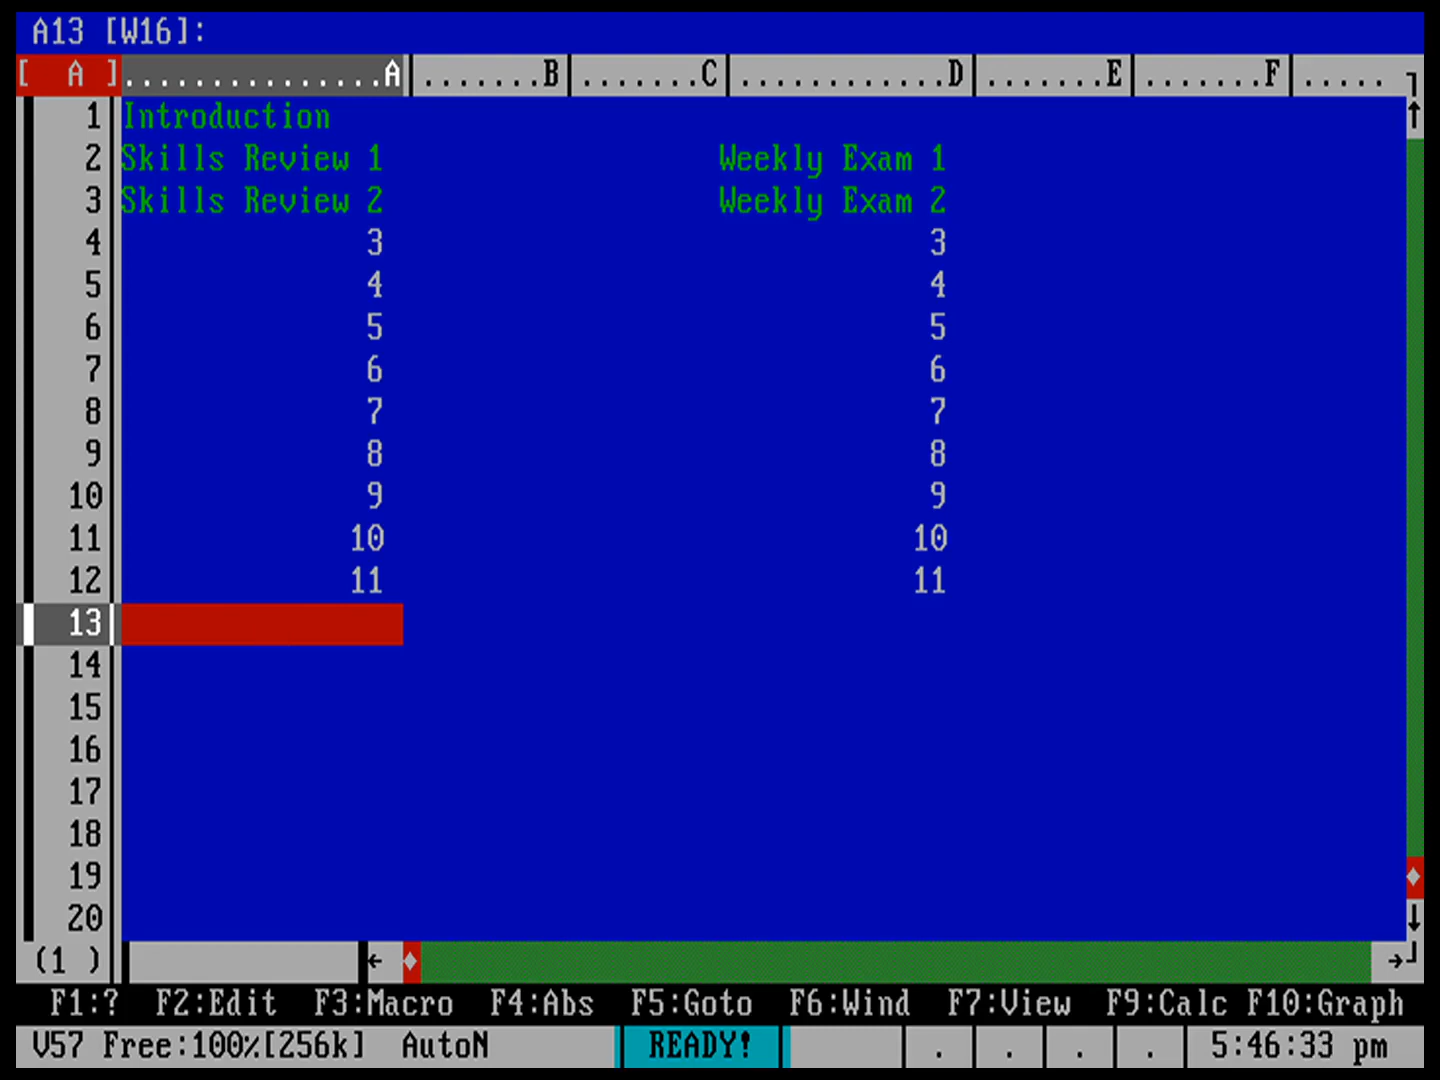 A13 [W16]:
[ A ]...............A .......B .......C ............D .......E .......F .....
1 Introduction
2 Skills Review 1 Weekly Exam 1
3 Skills Review 2 Weekly Exam 2
4 3 3
5 4 4
6 5 5
7 6 6
8 7 7
9 8 8
10 9 9
11 10 10
12 11 11
13
14
15
16
17
18
19
20
(1 )
F1:? F2:Edit F3:Macro F4:Abs F5:Goto F6:Wind F7:View F9:Calc F10:Graph
V57 Free:100%[256k] AutoN READY! . . . . 5:46:33 pm